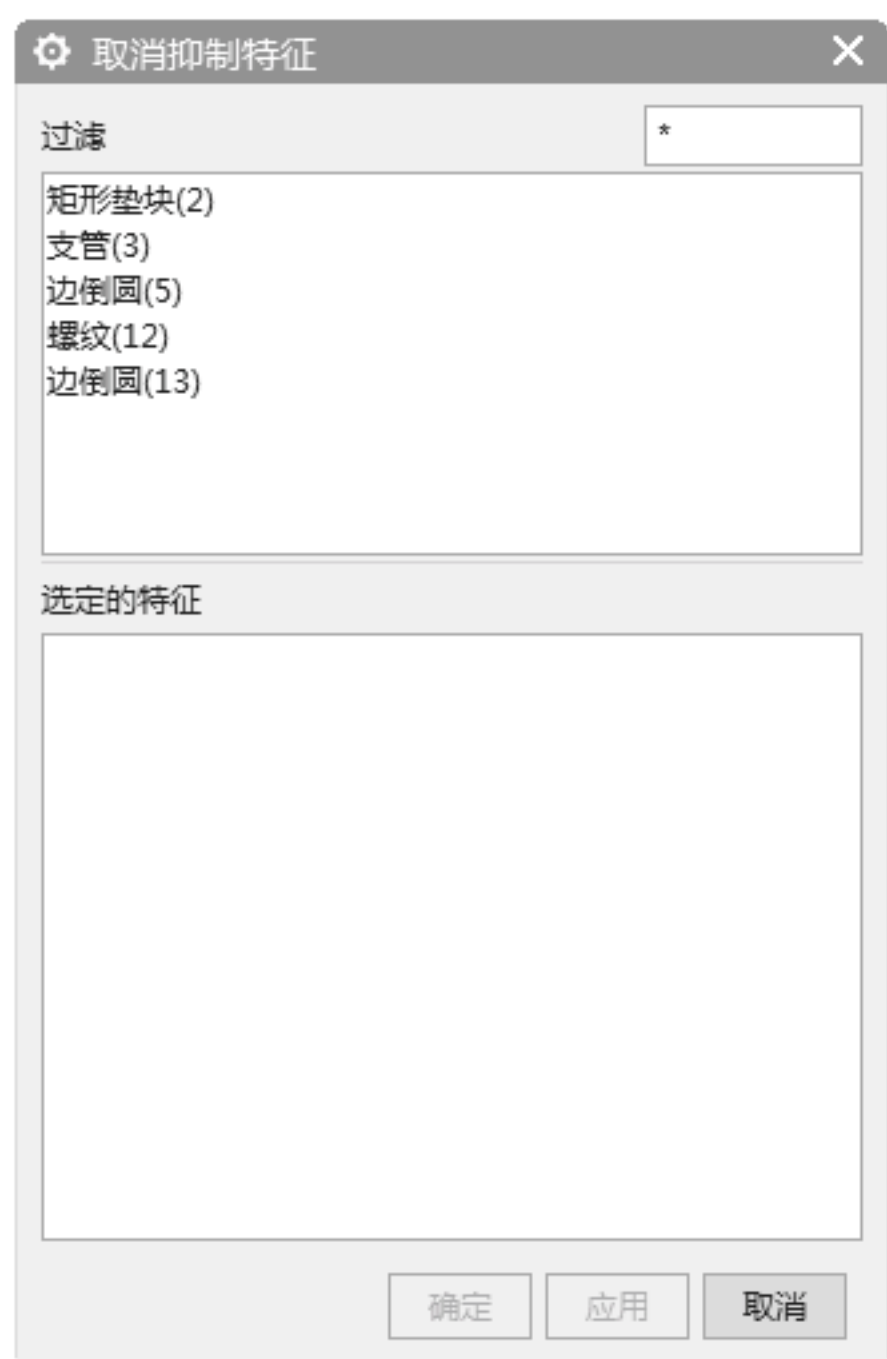 取消抑制特征
过滤 *
矩形垫块(2)
支管(3)
边倒圆(5)
螺纹(12)
边倒圆(13)
选定的特征
确定 应用 取消